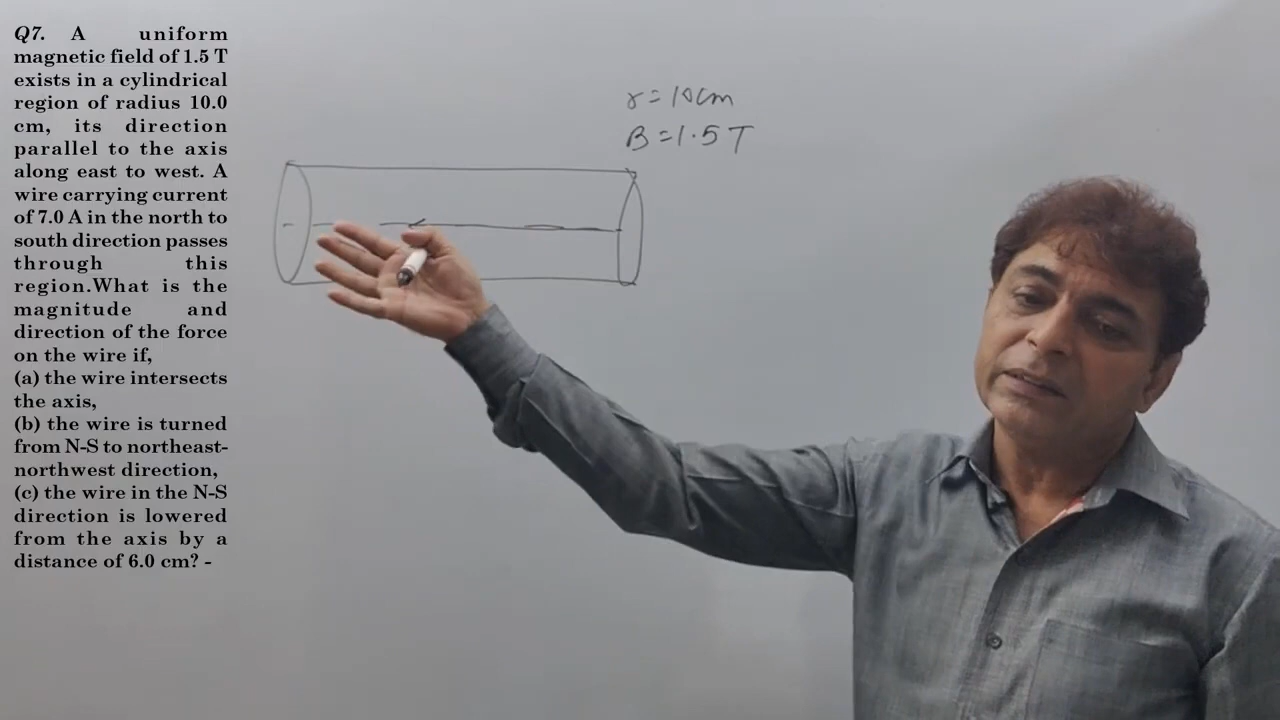 Q7. A uniform
magnetic field of 1.5 T
exists in a cylindrical
region of radius 10.0
cm, its direction
parallel to the axis
along east to west. A
wire carrying current
of 7.0 A in the north to
south direction passes
through this
region.What is the
magnitude and
direction of the force
on the wire if,
(a) the wire intersects
the axis,
(b) the wire is turned
from N-S to northeast-
northwest direction,
(c) the wire in the N-S
direction is lowered
from the axis by a
distance of 6.0 cm? -
r = 10cm
B = 1.5 T